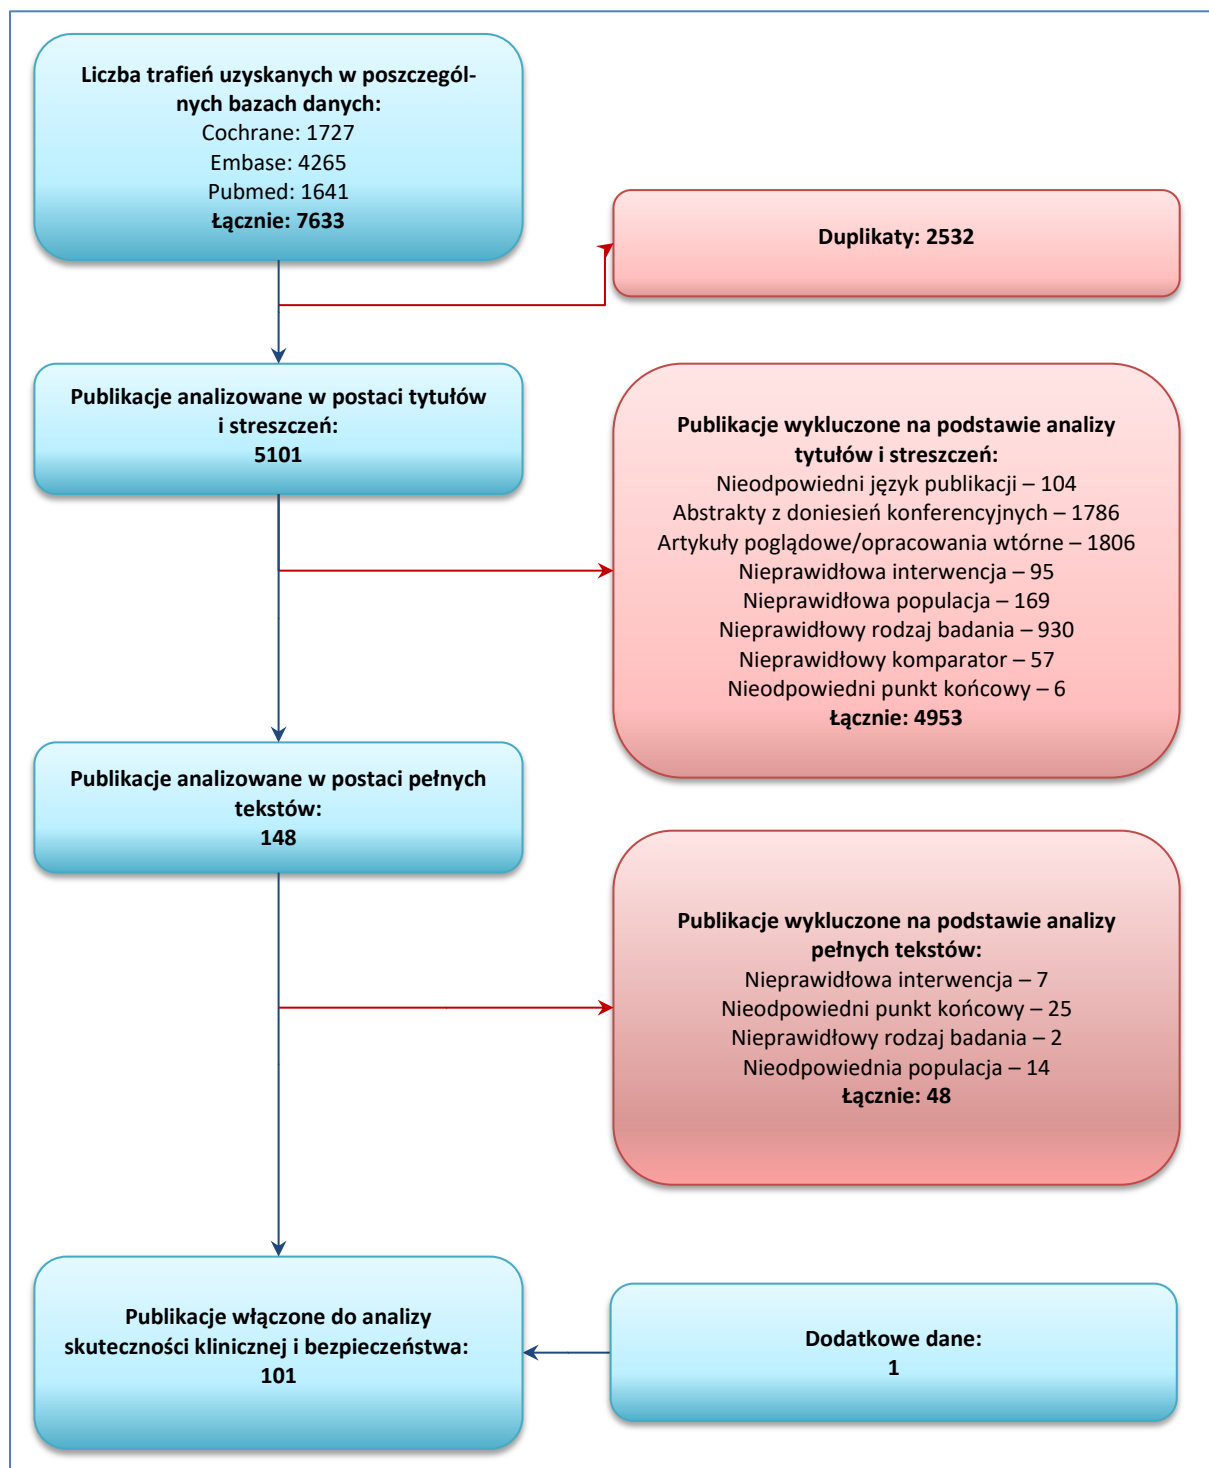 Liczba trafień uzyskanych w poszczegól-
nych bazach danych:
Cochrane: 1727
Embase: 4265
Pubmed: 1641
Łącznie: 7633
Duplikaty: 2532
Publikacje analizowane w postaci tytułów
i streszczeń:
5101
Publikacje wykluczone na podstawie analizy
tytułów i streszczeń:
Nieodpowiedni język publikacji – 104
Abstrakty z doniesień konferencyjnych – 1786
Artykuły poglądowe/opracowania wtórne – 1806
Nieprawidłowa interwencja – 95
Nieprawidłowa populacja – 169
Nieprawidłowy rodzaj badania – 930
Nieprawidłowy komparator – 57
Nieodpowiedni punkt końcowy – 6
Łącznie: 4953
Publikacje analizowane w postaci pełnych
tekstów:
148
Publikacje wykluczone na podstawie analizy
pełnych tekstów:
Nieprawidłowa interwencja – 7
Nieodpowiedni punkt końcowy – 25
Nieprawidłowy rodzaj badania – 2
Nieodpowiednia populacja – 14
Łącznie: 48
Publikacje włączone do analizy
skuteczności klinicznej i bezpieczeństwa:
101
Dodatkowe dane:
1